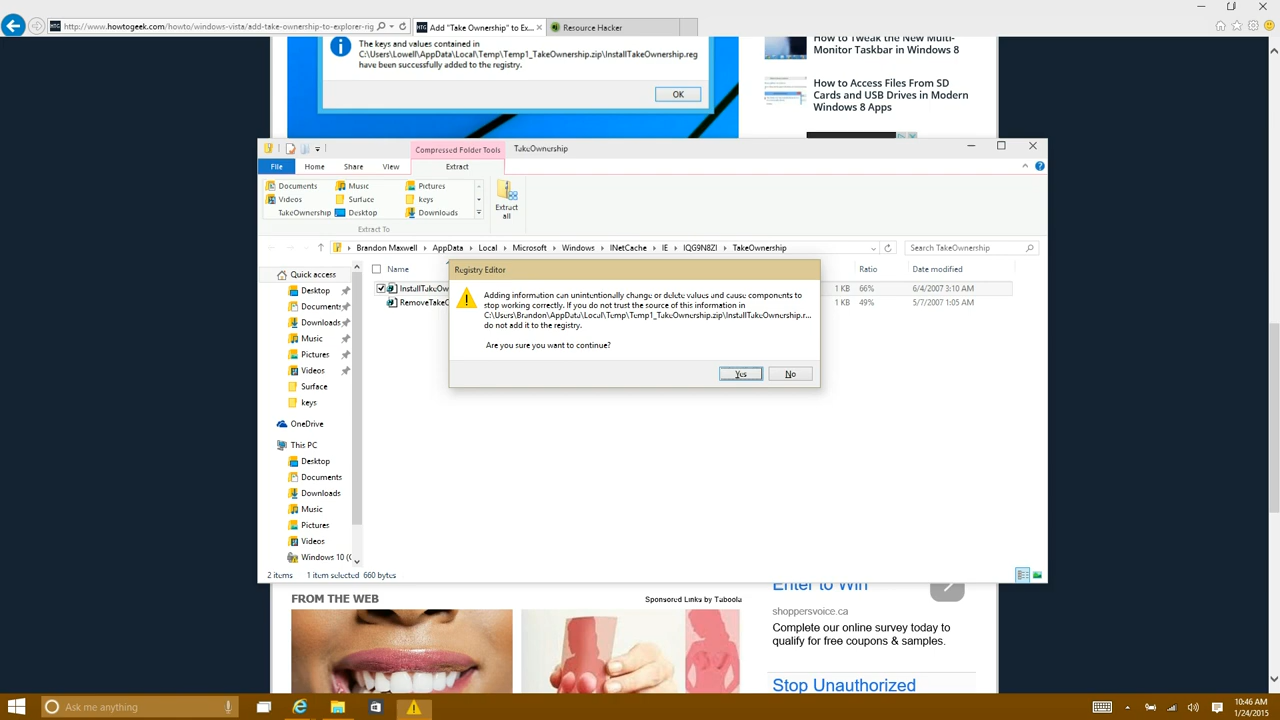 http://www.howtogeek.com/howto/windows-vista/add-take-ownership-to-explorer-rig
Add "Take Ownership" to Ex...
Resource Hacker
The keys and values contained in
C:\Users\Lowell\AppData\Local\Temp\Temp1_TakeOwnership.zip\InstallTakeOwnership.reg
have been successfully added to the registry.
OK
How to Tweak the New Multi-
Monitor Taskbar in Windows 8
How to Access Files From SD
Cards and USB Drives in Modern
Windows 8 Apps
Compressed Folder Tools
TakeOwnership
File
Home
Share
View
Extract
Documents
Music
Pictures
Videos
Surface
keys
TakeOwnership
Desktop
Downloads
Extract
all
Extract To
Brandon Maxwell
AppData
Local
Microsoft
Windows
INetCache
IE
IQG9N8ZI
TakeOwnership
Search TakeOwnership
Name
Ratio
Date modified
InstallTakeOw
1 KB
66%
6/4/2007 3:10 AM
RemoveTakeO
1 KB
49%
5/7/2007 1:05 AM
Quick access
Desktop
Documents
Downloads
Music
Pictures
Videos
Surface
keys
OneDrive
This PC
Desktop
Documents
Downloads
Music
Pictures
Videos
Windows 10 (C
Registry Editor
Adding information can unintentionally change or delete values and cause components to
stop working correctly. If you do not trust the source of this information in
C:\Users\Brandon\AppData\Local\Temp\Temp1_TakeOwnership.zip\InstallTakeOwnership.r...
do not add it to the registry.
Are you sure you want to continue?
Yes
No
2 items
1 item selected 660 bytes
FROM THE WEB
Sponsored Links by Taboola
Enter to Win
shoppersvoice.ca
Complete our online survey today to
qualify for free coupons & samples.
Stop Unauthorized
Ask me anything
10:46 AM
1/24/2015